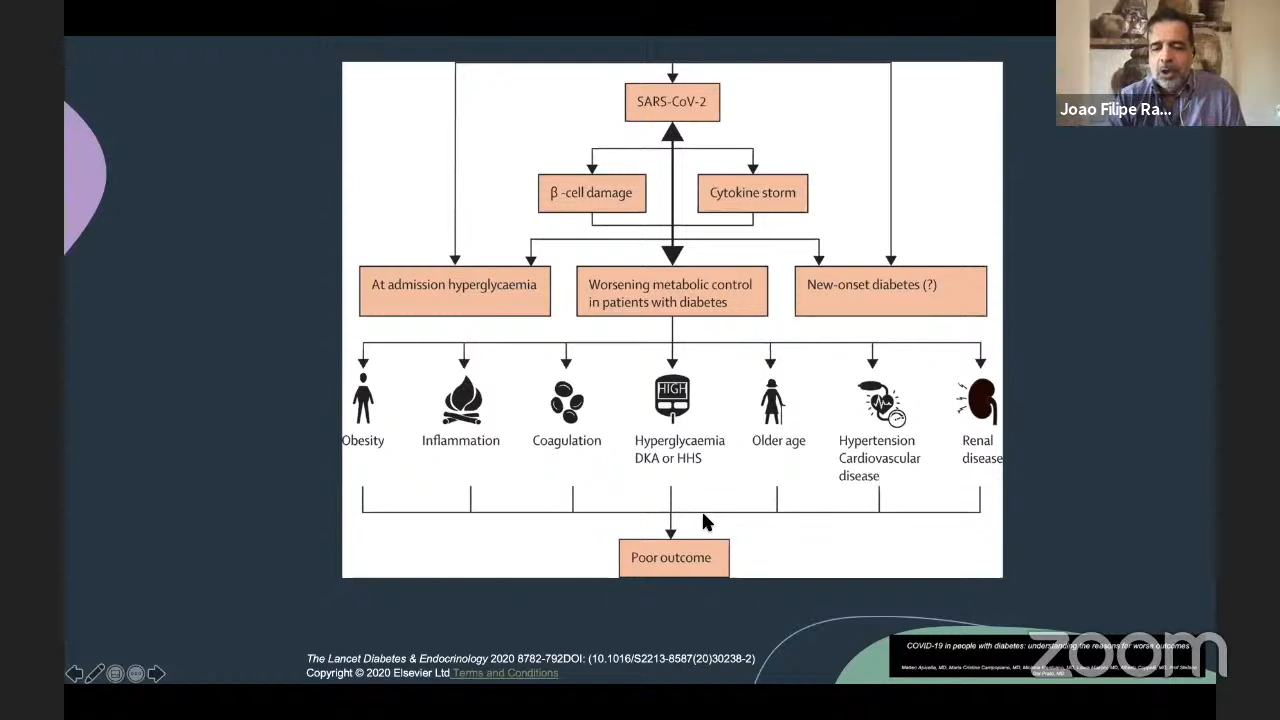 Joao Filipe Ra...
SARS-CoV-2
β -cell damage
Cytokine storm
At admission hyperglycaemia
Worsening metabolic control
in patients with diabetes
New-onset diabetes (?)
HIGH
Obesity
Inflammation
Coagulation
Hyperglycaemia
DKA or HHS
Older age
Hypertension
Cardiovascular
disease
Renal
disease
Poor outcome
The Lancet Diabetes & Endocrinology 2020 8782-792DOI: (10.1016/S2213-8587(20)30238-2)
Copyright © 2020 Elsevier Ltd Terms and Conditions
COVID-19 in people with diabetes: understanding the reasons for worse outcomes
zoom